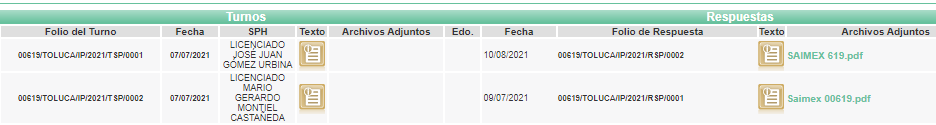 Turnos Respuestas
Folio del Turno Fecha SPH Texto Archivos Adjuntos Edo. Fecha Folio de Respuesta Texto Archivos Adjuntos
00619/TOLUCA/IP/2021/TSP/0001 07/07/2021 LICENCIADO JOSÉ JUAN GÓMEZ URBINA 10/08/2021 00619/TOLUCA/IP/2021/RSP/0002 SAIMEX 619.pdf
00619/TOLUCA/IP/2021/TSP/0002 07/07/2021 LICENCIADO MARIO GERARDO MONTIEL CASTAÑEDA 09/07/2021 00619/TOLUCA/IP/2021/RSP/0001 Saimex 00619.pdf